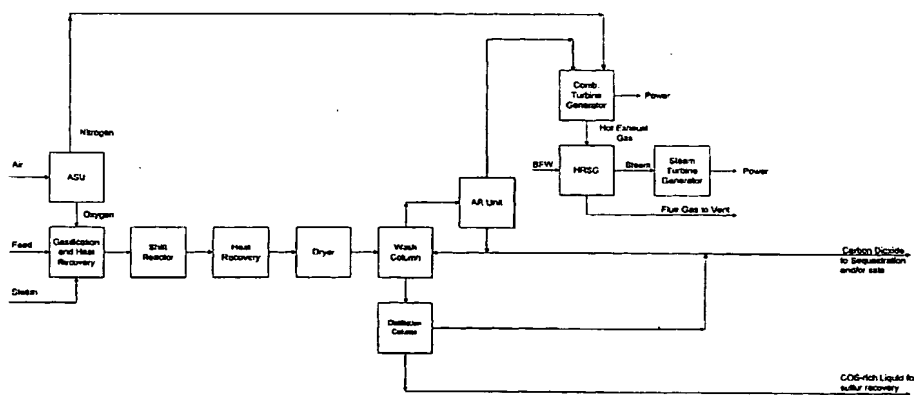 Comb.
Turbine
Generator
Power
Nitrogen
Hot Exhaust
Gas
Air
ASU
BFW
HRSG
Steam
Steam
Turbine
Generator
Power
AR Unit
Oxygen
Flue Gas to Vent
Feed
Gasification
and Heat
Recovery
Shift
Reactor
Heat
Recovery
Dryer
Wash
Column
Carbon Dioxide
to Sequestration
and/or sale
Steam
Distillation
Column
COS-rich Liquid for
sulfur recovery